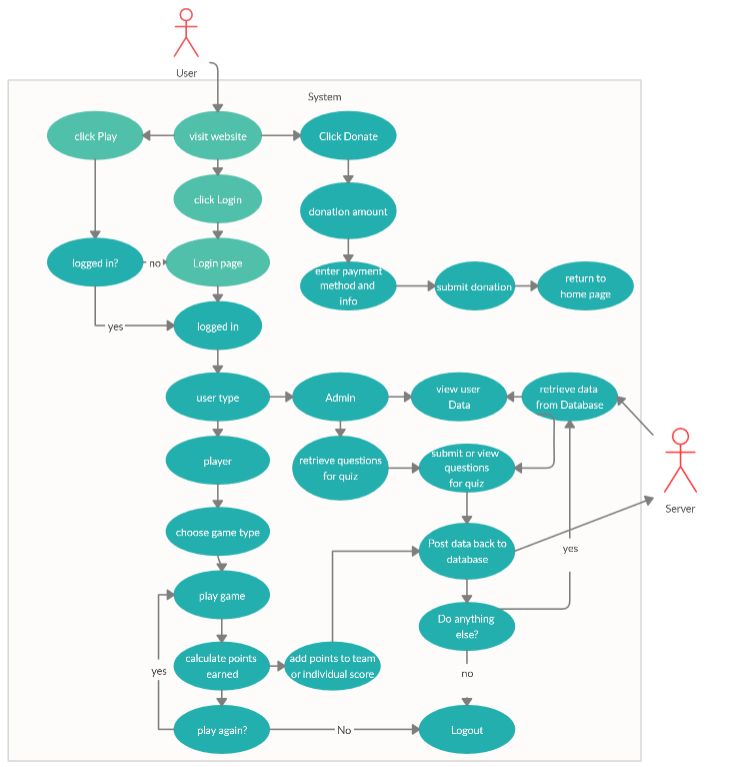 User
System
click Play
visit website
Click Donate
click Login
donation amount
logged in?
no
Login page
enter payment
method and
info
submit donation
return to
home page
yes
logged in
user type
Admin
view user
Data
retrieve data
from Database
player
retrieve questions
for quiz
submit or view
questions
for quiz
Server
choose game type
Post data back to
database
yes
play game
Do anything
else?
calculate points
earned
add points to team
or individual score
yes
no
play again?
No
Logout